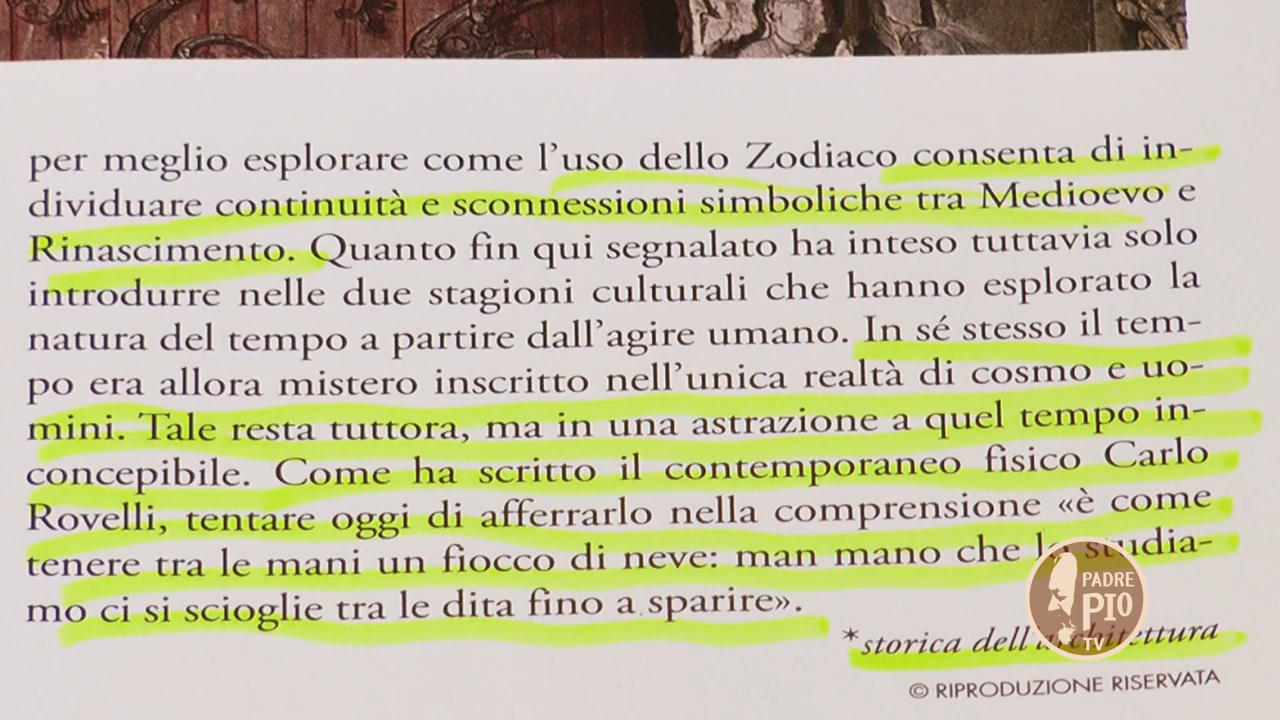 per meglio esplorare come l’uso dello Zodiaco consenta di in-
dividuare continuità e sconnessioni simboliche tra Medioevo e
Rinascimento. Quanto fin qui segnalato ha inteso tuttavia solo
introdurre nelle due stagioni culturali che hanno esplorato la
natura del tempo a partire dall’agire umano. In sé stesso il tem-
po era allora mistero inscritto nell’unica realtà di cosmo e uo-
mini. Tale resta tuttora, ma in una astrazione a quel tempo in-
concepibile. Come ha scritto il contemporaneo fisico Carlo
Rovelli, tentare oggi di afferrarlo nella comprensione «è come
tenere tra le mani un fiocco di neve: man mano che lo studia-
mo ci si scioglie tra le dita fino a sparire».
*storica dell’architettura
© RIPRODUZIONE RISERVATA
PADRE
PIO
TV